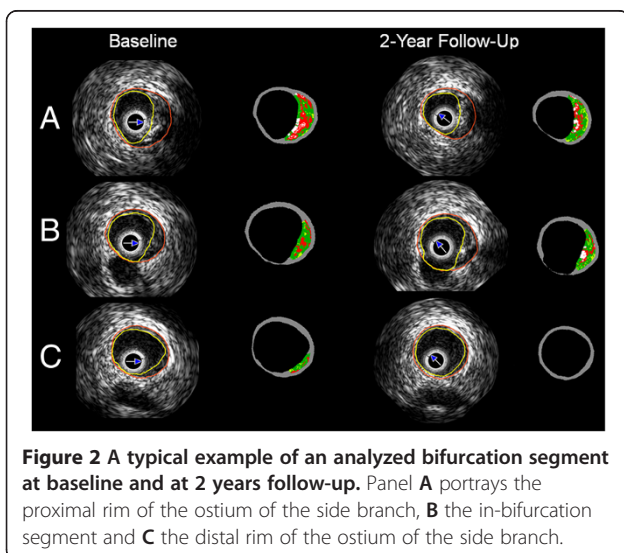 Baseline
2-Year Follow-Up
A
B
C
Figure 2 A typical example of an analyzed bifurcation segment
at baseline and at 2 years follow-up. Panel A portrays the
proximal rim of the ostium of the side branch, B the in-bifurcation
segment and C the distal rim of the ostium of the side branch.